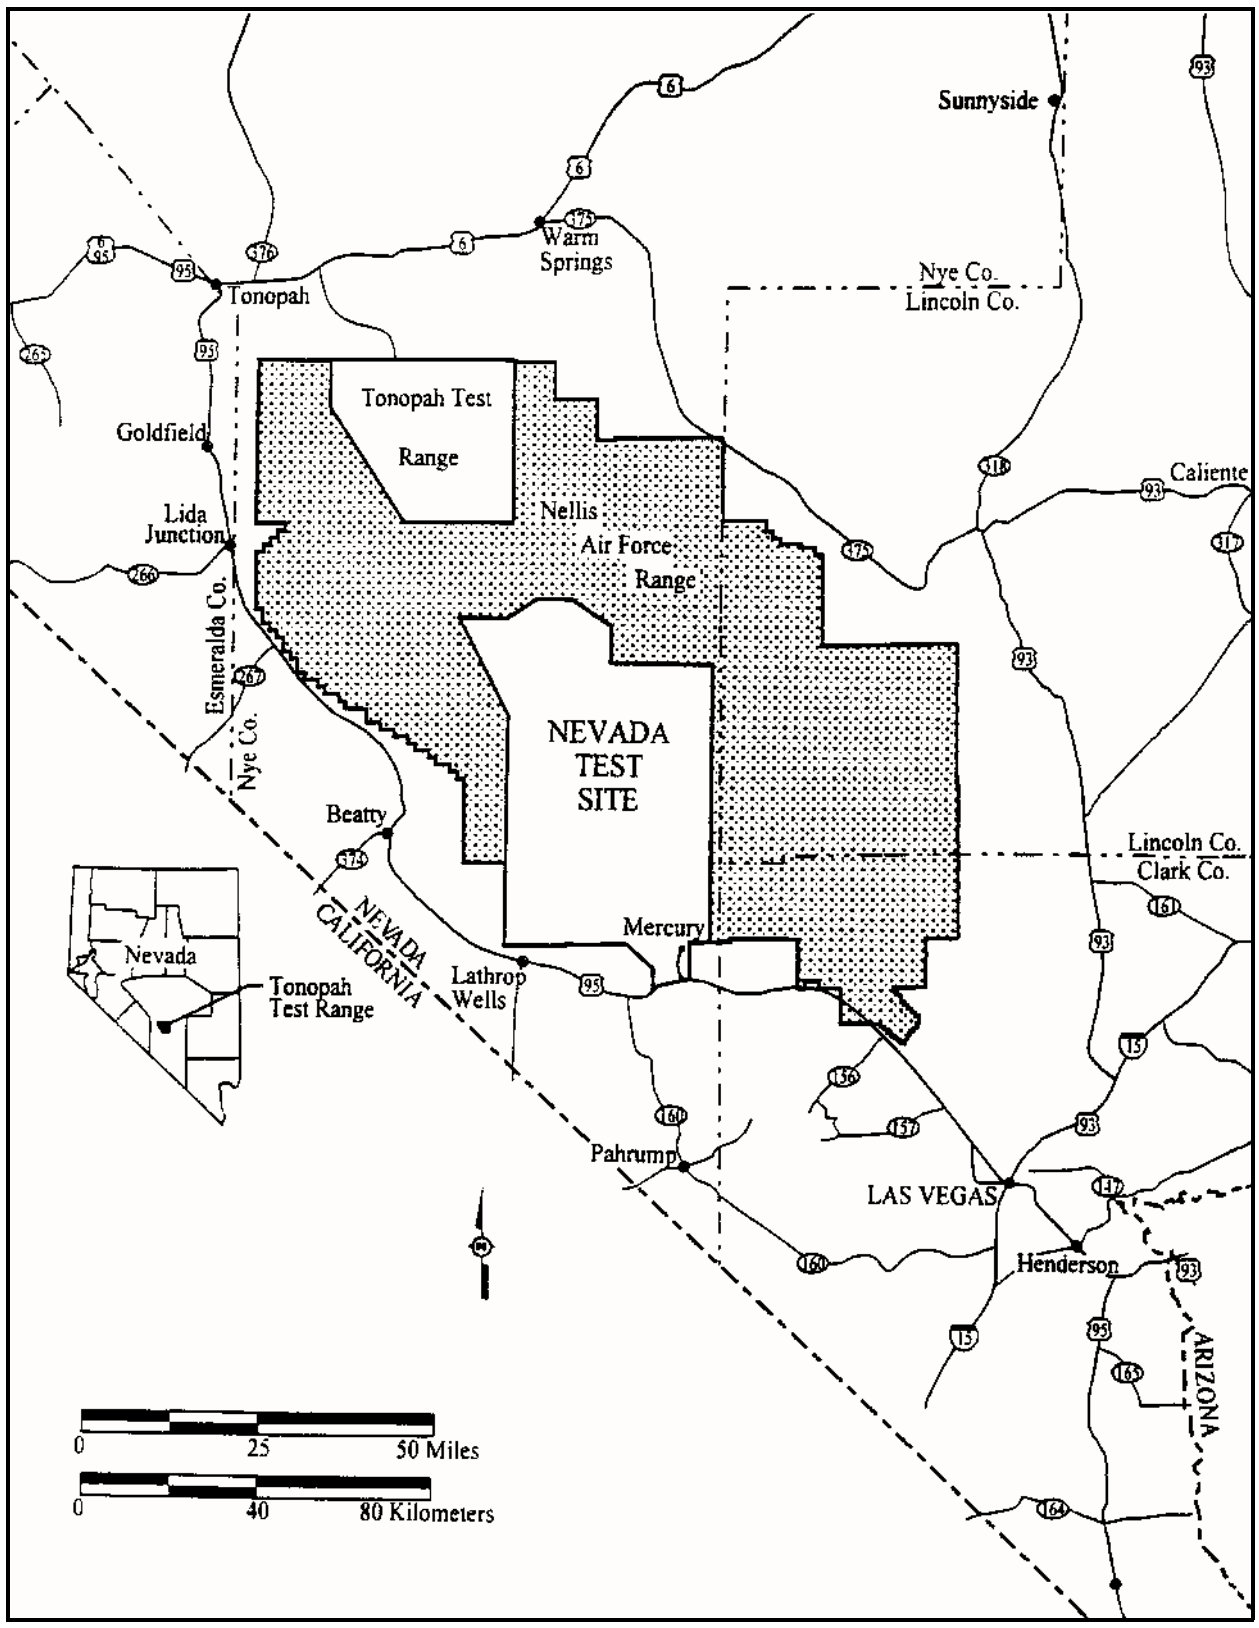 93
6
Sunnyside
6
375
Warm
Springs
376
6
6
95
95
Tonopah
Nye Co.
Lincoln Co.
95
265
Tonopah Test
Range
Goldfield
318
Caliente
93
Nellis
Air Force
Range
Lida
Junction
375
317
266
Esmeralda Co.
Nye Co.
267
93
NEVADA
TEST
SITE
Beatty
374
Lincoln Co.
Clark Co.
161
NEVADA
CALIFORNIA
Mercury
93
Nevada
Lathrop
Wells
95
Tonopah
Test Range
15
156
160
157
93
Pahrump
LAS VEGAS
147
N
160
Henderson
93
15
95
165
ARIZONA
0 25 50 Miles
0 40 80 Kilometers
164